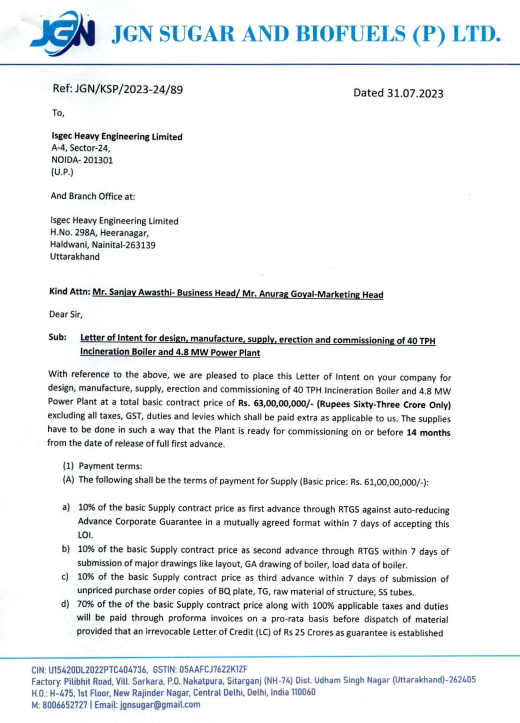 JGN
JGN SUGAR AND BIOFUELS (P) LTD.
Ref: JGN/KSP/2023-24/89
Dated 31.07.2023
To,
Isgec Heavy Engineering Limited
A-4, Sector-24,
NOIDA- 201301
(U.P.)
And Branch Office at:
Isgec Heavy Engineering Limited
H.No. 298A, Heeranagar,
Haldwani, Nainital-263139
Uttarakhand
Kind Attn: Mr. Sanjay Awasthi- Business Head/ Mr. Anurag Goyal-Marketing Head
Dear Sir,
Sub: Letter of Intent for design, manufacture, supply, erection and commissioning of 40 TPH
Incineration Boiler and 4.8 MW Power Plant
With reference to the above, we are pleased to place this Letter of Intent on your company for
design, manufacture, supply, erection and commissioning of 40 TPH Incineration Boiler and 4.8 MW
Power Plant at a total basic contract price of Rs. 63,00,00,000/- (Rupees Sixty-Three Crore Only)
excluding all taxes, GST, duties and levies which shall be paid extra as applicable to us. The supplies
have to be done in such a way that the Plant is ready for commissioning on or before 14 months
from the date of release of full first advance.
(1) Payment terms:
(A) The following shall be the terms of payment for Supply (Basic price: Rs. 61,00,00,000/-):
a) 10% of the basic Supply contract price as first advance through RTGS against auto-reducing
Advance Corporate Guarantee in a mutually agreed format within 7 days of accepting this
LOI.
b) 10% of the basic Supply contract price as second advance through RTGS within 7 days of
submission of major drawings like layout, GA drawing of boiler, load data of boiler.
c) 10% of the basic Supply contract price as third advance within 7 days of submission of
unpriced purchase order copies of BQ plate, TG, raw material of structure, SS tubes.
d) 70% of the of the basic Supply contract price along with 100% applicable taxes and duties
will be paid through proforma invoices on a pro-rata basis before dispatch of material
provided that an irrevocable Letter of Credit (LC) of Rs 25 Crores as guarantee is established
CIN: U15420DL2022PTC404736, GSTIN: 05AAFCJ7622K1ZF
Factory: Pilibhit Road, Vill. Sarkara, P.O. Nakatpura, Sitarganj (NH-74) Dist. Udham Singh Nagar (Uttarakhand)-262405
H.O.: H-475, 1st Floor, New Rajinder Nagar, Central Delhi, Delhi, India 110060
M: 8006652727 | Email: jgnsugar@gmail.com